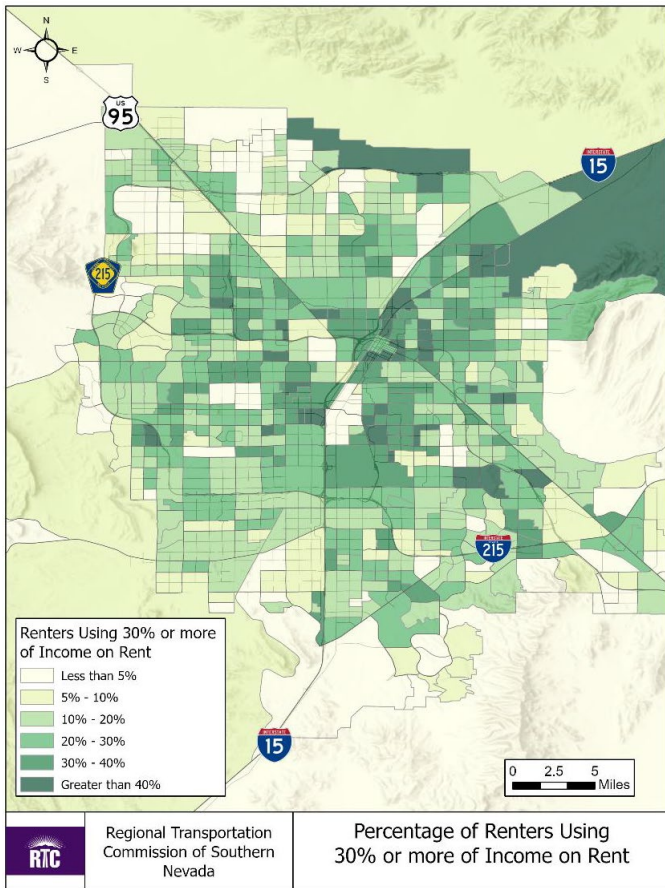 N
W E
S
US
95
INTERSTATE
15
215
INTERSTATE
215
Renters Using 30% or more
of Income on Rent
Less than 5%
5% - 10%
10% - 20%
20% - 30%
30% - 40%
Greater than 40%
INTERSTATE
15
0 2.5 5
Miles
RTC
Regional Transportation
Commission of Southern
Nevada
Percentage of Renters Using
30% or more of Income on Rent